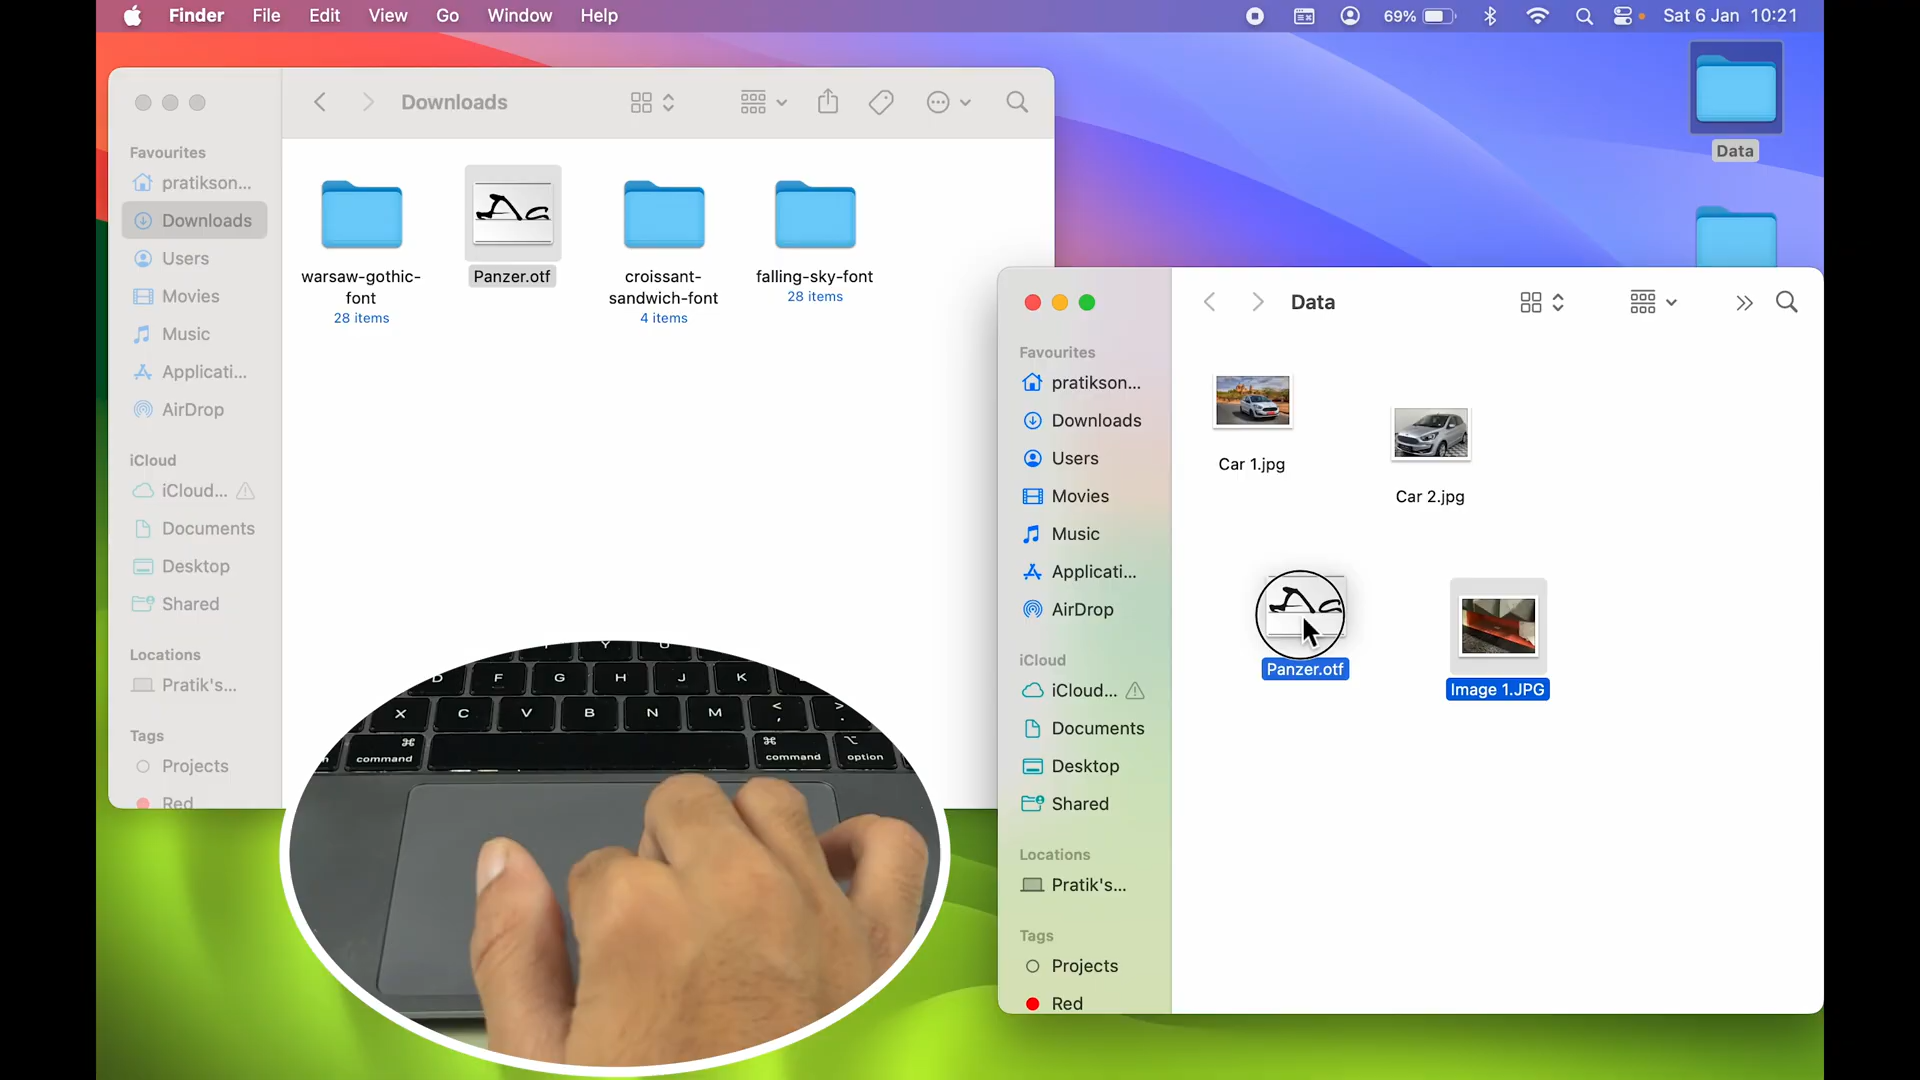 Finder File Edit View Go Window Help
69% Sat 6 Jan 10:21
Data
Downloads
Favourites
pratikson...
Downloads
Users
Movies
Music
Applicati...
AirDrop
iCloud
iCloud...
Documents
Desktop
Shared
Locations
Pratik's...
Tags
Projects
Red
warsaw-gothic-
font
28 items
Panzer.otf
croissant-
sandwich-font
4 items
falling-sky-font
28 items
Data
Favourites
pratikson...
Downloads
Users
Movies
Music
Applicati...
AirDrop
iCloud
iCloud...
Documents
Desktop
Shared
Locations
Pratik's...
Tags
Projects
Red
Car 1.jpg
Car 2.jpg
Panzer.otf
Image 1.JPG
D F G H J K
X C V B N M < , > .
⌘ command ⌘ command ⌥ option